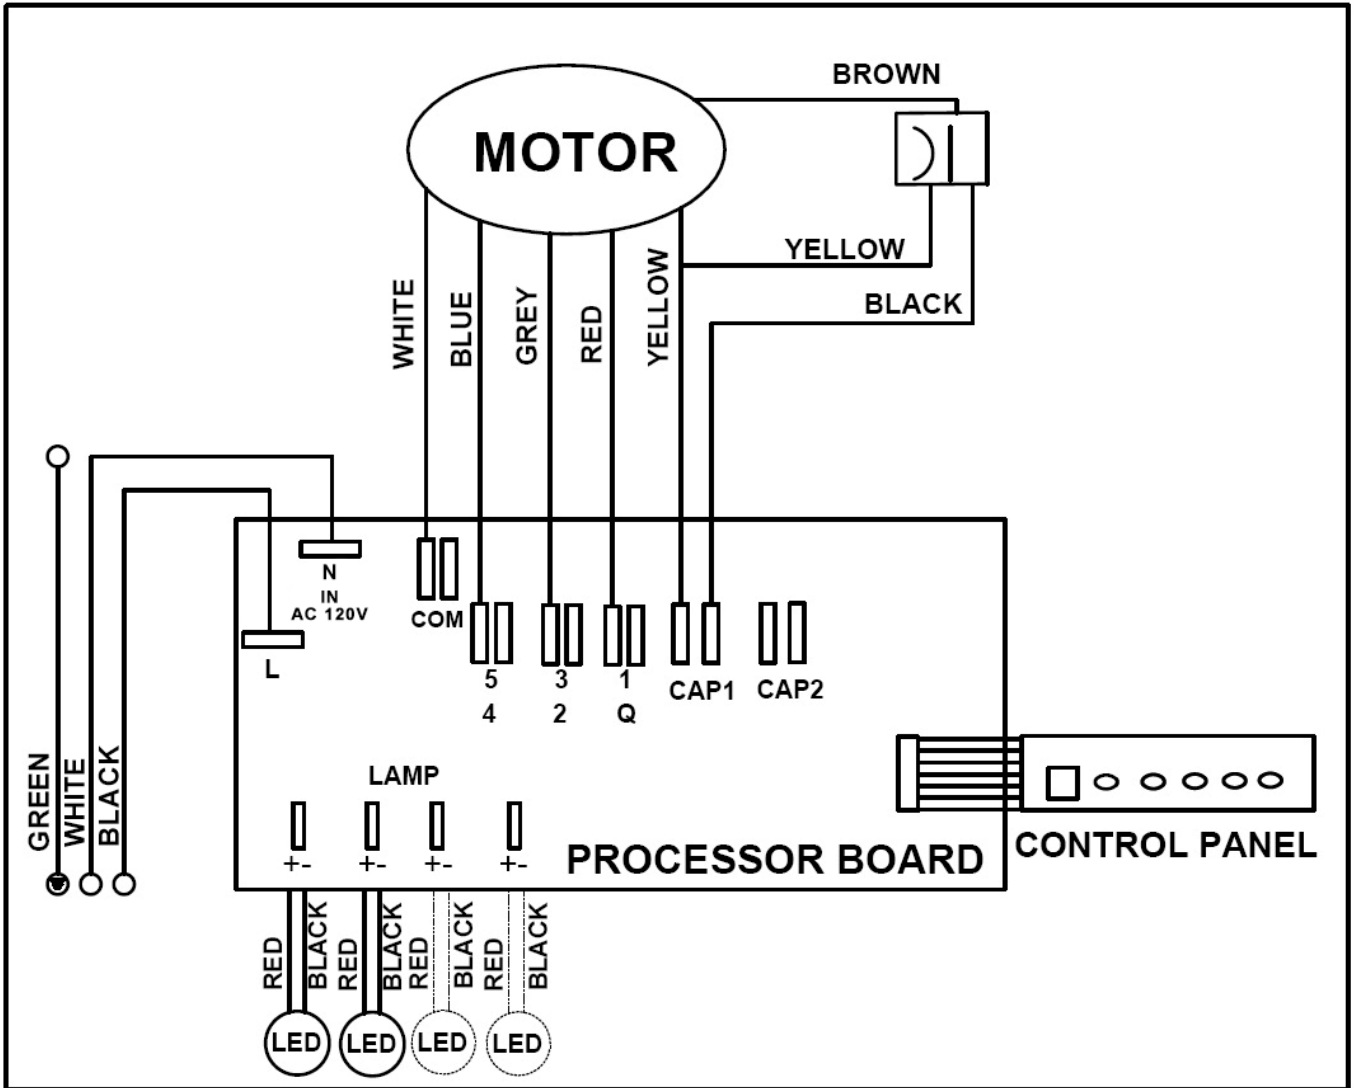 BROWN
MOTOR
YELLOW
BLACK
WHITE
BLUE
GREY
RED
YELLOW
N
IN
AC 120V
L
COM
5
4
3
2
1
Q
CAP1
CAP2
GREEN
WHITE
BLACK
LAMP
+-
+-
+-
+-
PROCESSOR BOARD
CONTROL PANEL
RED
BLACK
RED
BLACK
RED
BLACK
RED
BLACK
LED
LED
LED
LED